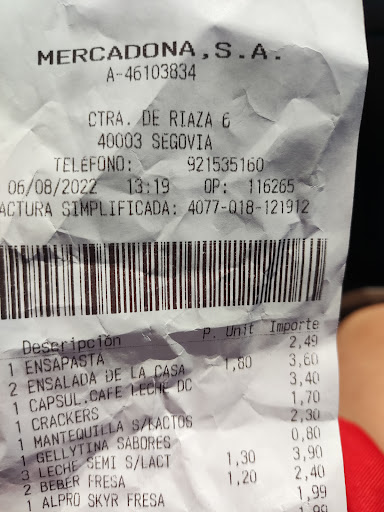 MERCADONA,S.A.
A-46103834
CTRA. DE RIAZA 6
40003 SEGOVIA
TELÉFONO: 921535160
06/08/2022 13:19 OP: 116265
ACTURA SIMPLIFICADA: 4077-018-121912
Descripción P. Unit Importe
1 ENSAPASTA 2,49
2 ENSALADA DE LA CASA 1,80 3,60
1 CAPSUL.CAFE LECHE DC 3,40
1 CRACKERS 1,70
1 MANTEQUILLA S/LACTOS 2,30
1 GELLYTINA SABORES 0,80
3 LECHE SEMI S/LACT 1,30 3,90
2 BEBER FRESA 1,20 2,40
1 ALPRO SKYR FRESA 1,99
1,99